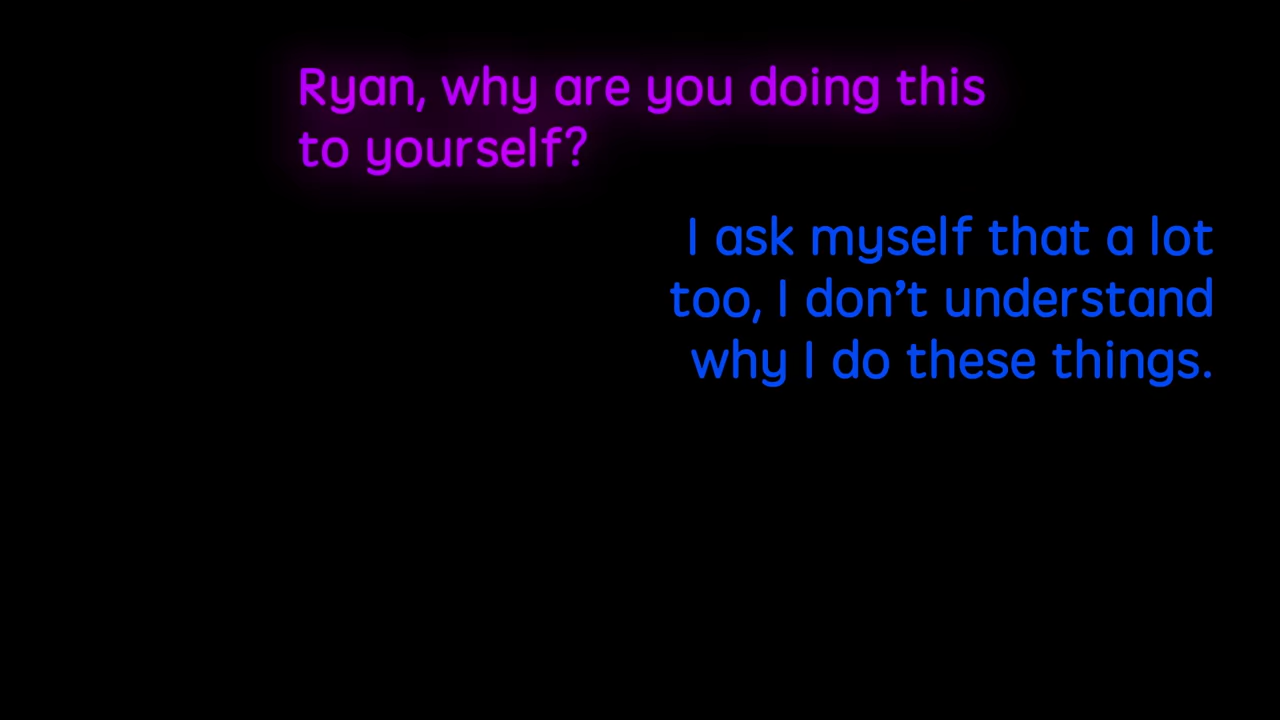 Ryan, why are you doing this
to yourself?
I ask myself that a lot
too, I don’t understand
why I do these things.